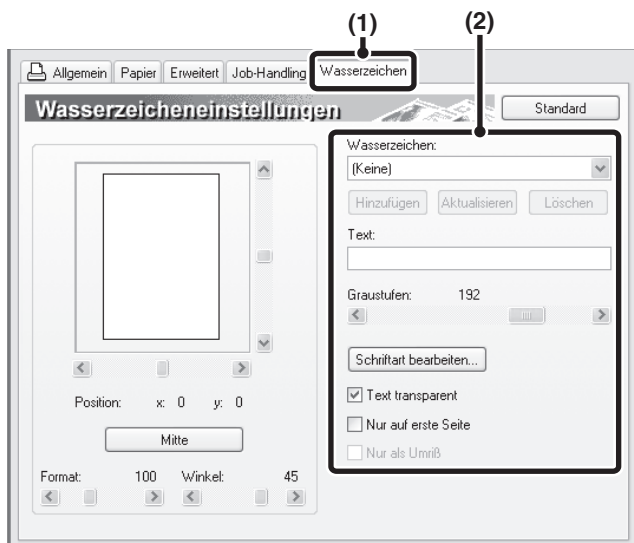 (1) (2)
Allgemein Papier Erweitert Job-Handling Wasserzeichen
Wasserzeicheneinstellungen Standard
Wasserzeichen:
(Keine)
Hinzufügen Aktualisieren Löschen
Text:
Graustufen: 192
Schriftart bearbeiten...
Position: x: 0 y: 0
Text transparent
Mitte
Nur auf erste Seite
Nur als Umriß
Format: 100 Winkel: 45